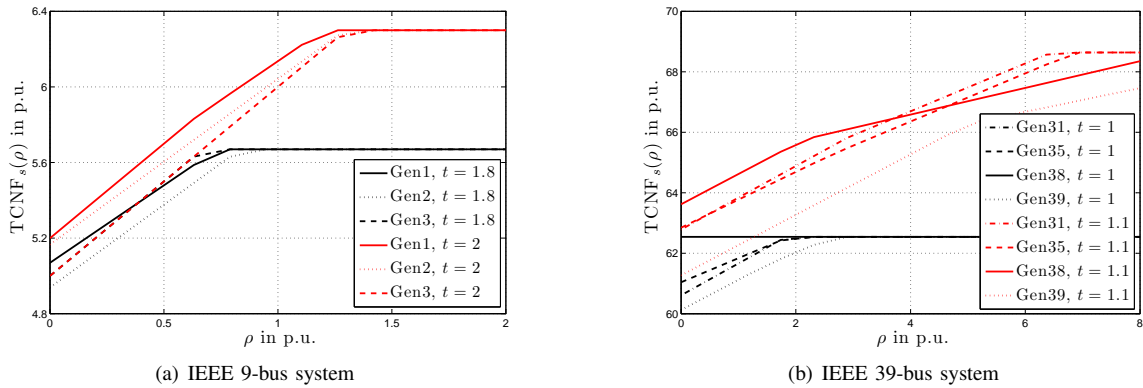 6.4
6
5.6
5.2
4.8
TCNF_s(ρ) in p.u.
0 0.5 1 1.5 2
ρ in p.u.
Gen1, t = 1.8
Gen2, t = 1.8
Gen3, t = 1.8
Gen1, t = 2
Gen2, t = 2
Gen3, t = 2
(a) IEEE 9-bus system
70
68
66
64
62
60
TCNF_s(ρ) in p.u.
0 2 4 6 8
ρ in p.u.
Gen31, t = 1
Gen35, t = 1
Gen38, t = 1
Gen39, t = 1
Gen31, t = 1.1
Gen35, t = 1.1
Gen38, t = 1.1
Gen39, t = 1.1
(b) IEEE 39-bus system